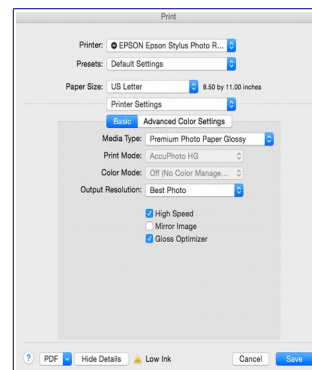 Print
Printer: EPSON Epson Stylus Photo R...
Presets: Default Settings
Paper Size: US Letter 8.50 by 11.00 inches
Printer Settings
Basic Advanced Color Settings
Media Type: Premium Photo Paper Glossy
Print Mode: AccuPhoto HG
Color Mode: Off (No Color Manage...
Output Resolution: Best Photo
High Speed
Mirror Image
Gloss Optimizer
? PDF Hide Details Low Ink Cancel Save